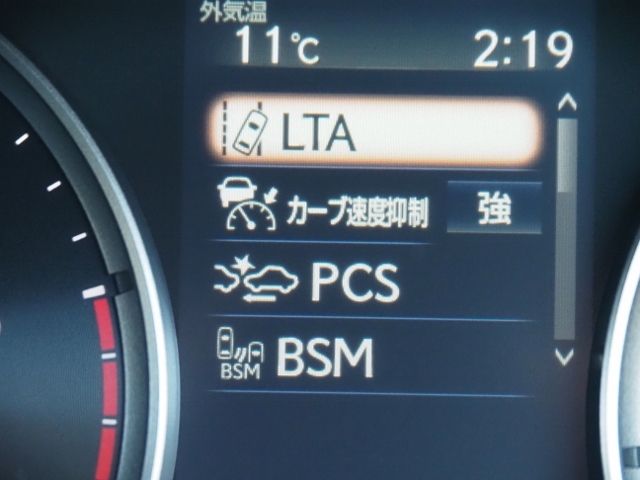 外気温
11℃ 2:19
LTA
カーブ速度抑制 強
PCS
BSM BSM